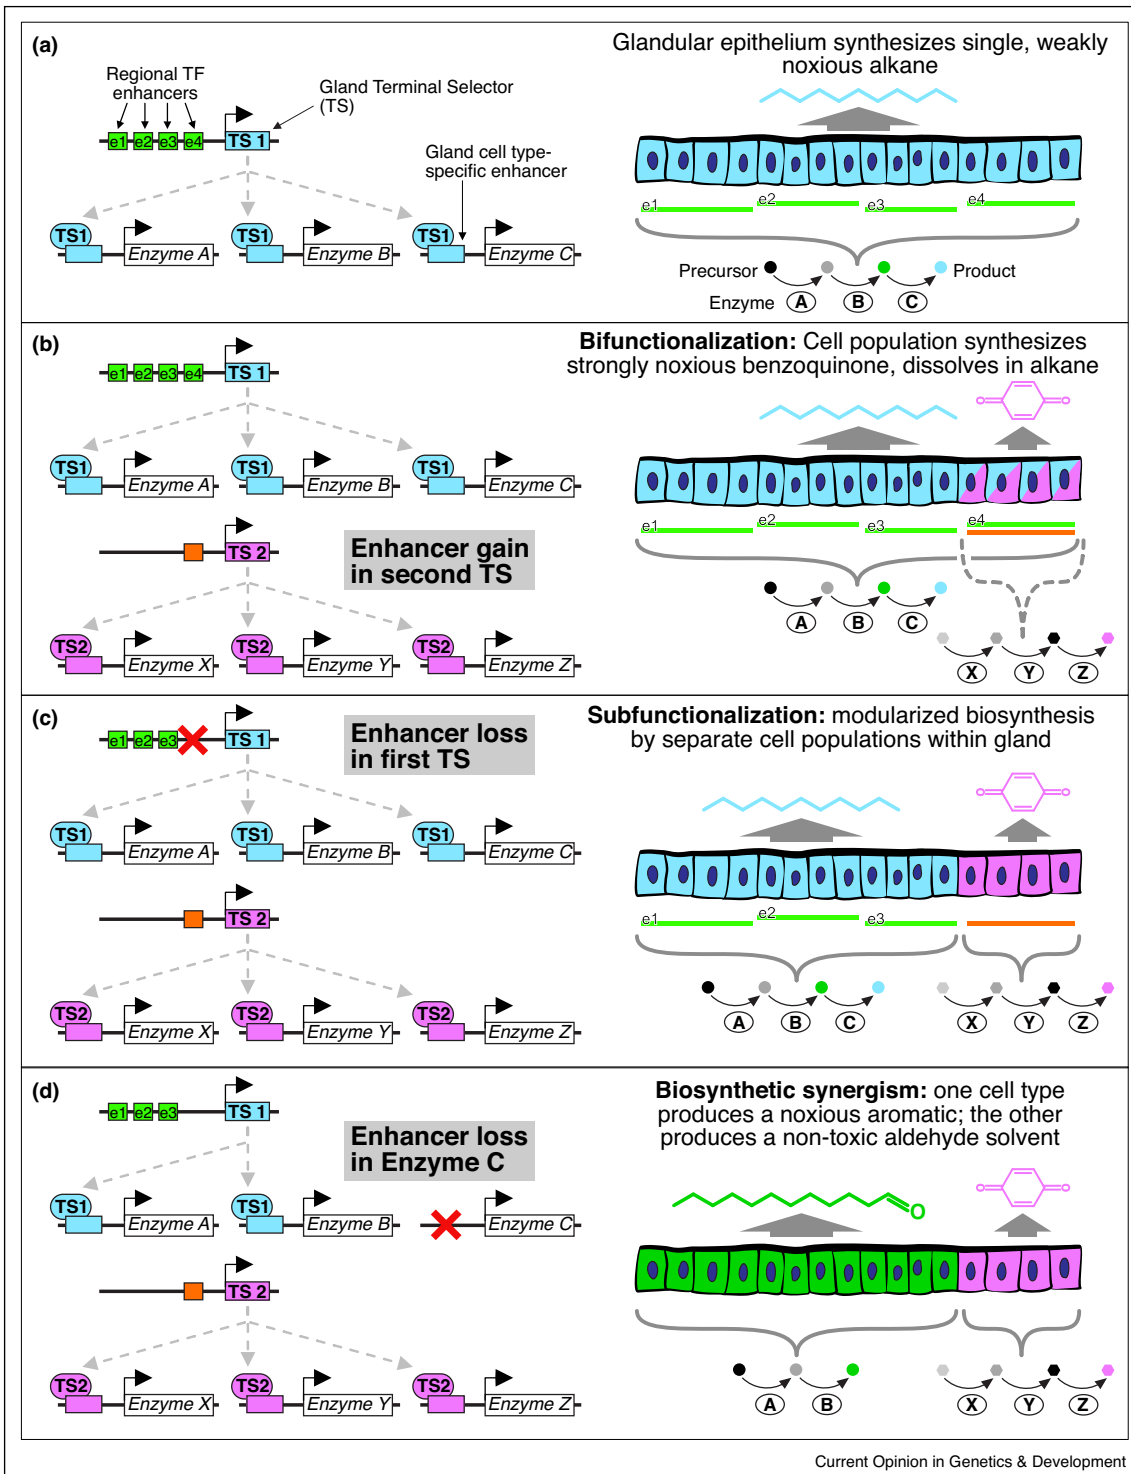 (a)
Regional TF
enhancers
Gland Terminal Selector
(TS)
e1 e2 e3 e4 TS 1
Gland cell type-
specific enhancer
TS1 Enzyme A TS1 Enzyme B TS1 Enzyme C
Glandular epithelium synthesizes single, weakly
noxious alkane
e1 e2 e3 e4
Precursor Product
Enzyme A B C
(b)
e1 e2 e3 e4 TS 1
TS1 Enzyme A TS1 Enzyme B TS1 Enzyme C
TS 2
Enhancer gain
in second TS
TS2 Enzyme X TS2 Enzyme Y TS2 Enzyme Z
Bifunctionalization: Cell population synthesizes
strongly noxious benzoquinone, dissolves in alkane
O O
e1 e2 e3 e4
A B C
X Y Z
(c)
e1 e2 e3 TS 1
Enhancer loss
in first TS
TS1 Enzyme A TS1 Enzyme B TS1 Enzyme C
TS 2
TS2 Enzyme X TS2 Enzyme Y TS2 Enzyme Z
Subfunctionalization: modularized biosynthesis
by separate cell populations within gland
O O
e1 e2 e3
A B C X Y Z
(d)
e1 e2 e3 TS 1
Enhancer loss
in Enzyme C
TS1 Enzyme A TS1 Enzyme B Enzyme C
TS 2
TS2 Enzyme X TS2 Enzyme Y TS2 Enzyme Z
Biosynthetic synergism: one cell type
produces a noxious aromatic; the other
produces a non-toxic aldehyde solvent
O O
O
A B X Y Z
Current Opinion in Genetics & Development